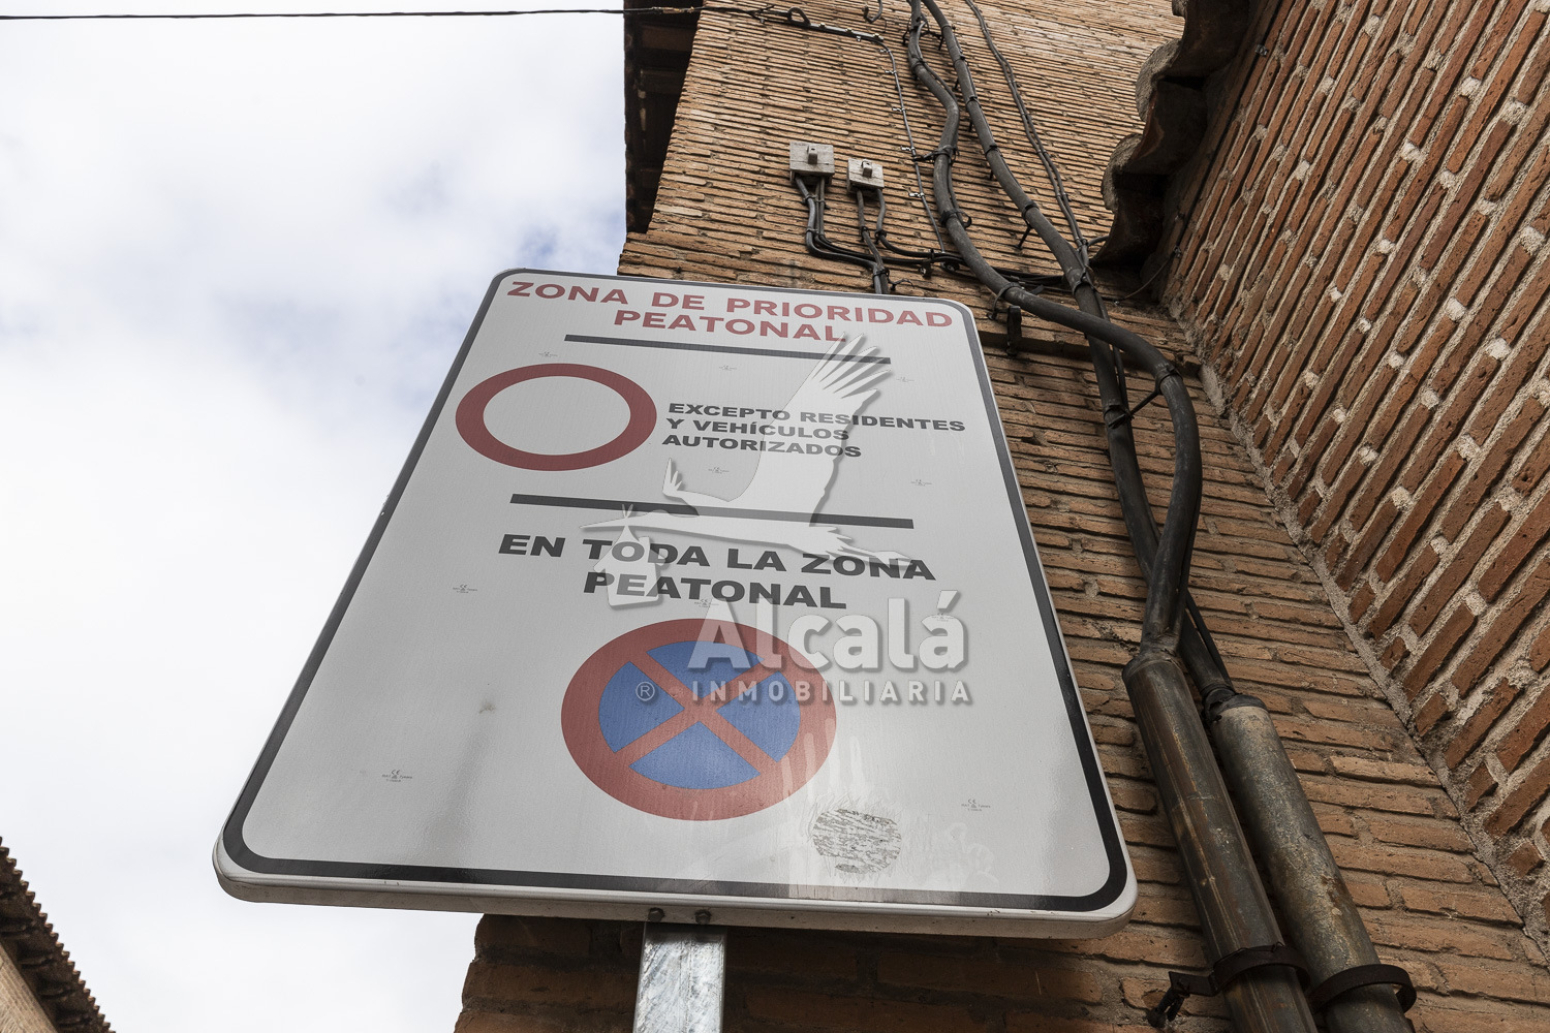 ZONA DE PRIORIDAD
PEATONAL
EXCEPTO RESIDENTES
Y VEHÍCULOS
AUTORIZADOS
EN TODA LA ZONA
PEATONAL
Alcalá
® INMOBILIARIA